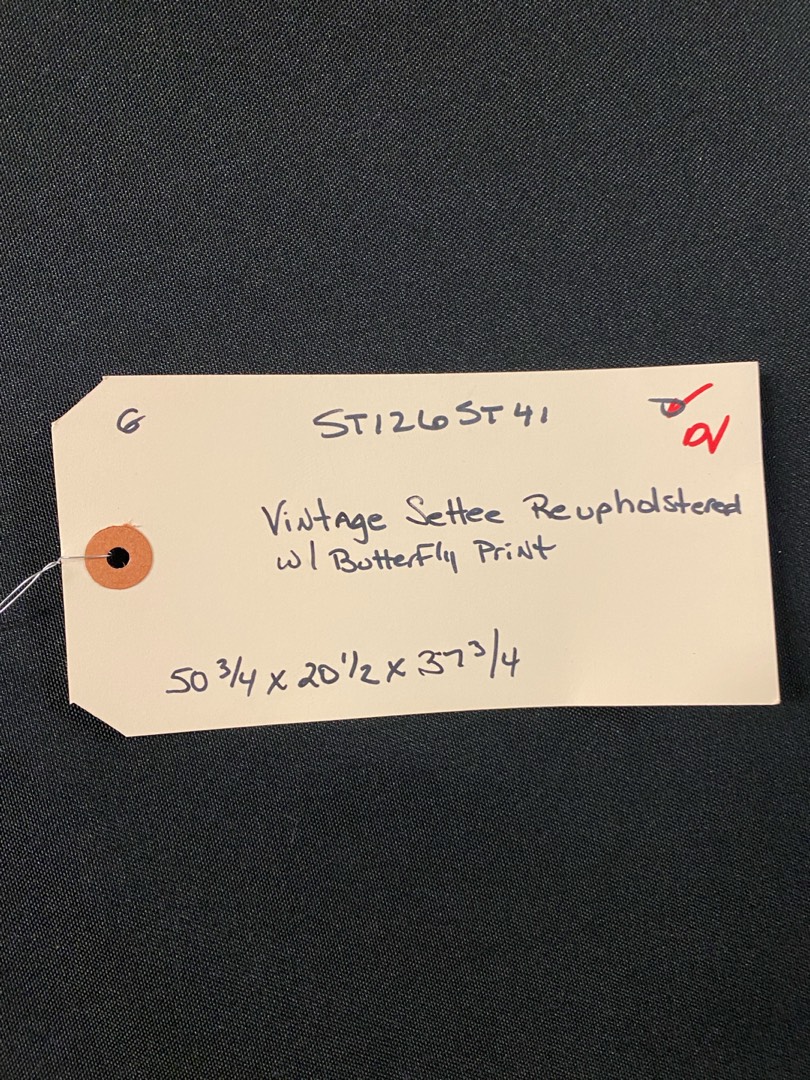 G ST126ST41
Vintage Settee Reupholstered
w/ Butterfly Print
50 3/4 x 20 1/2 x 37 3/4